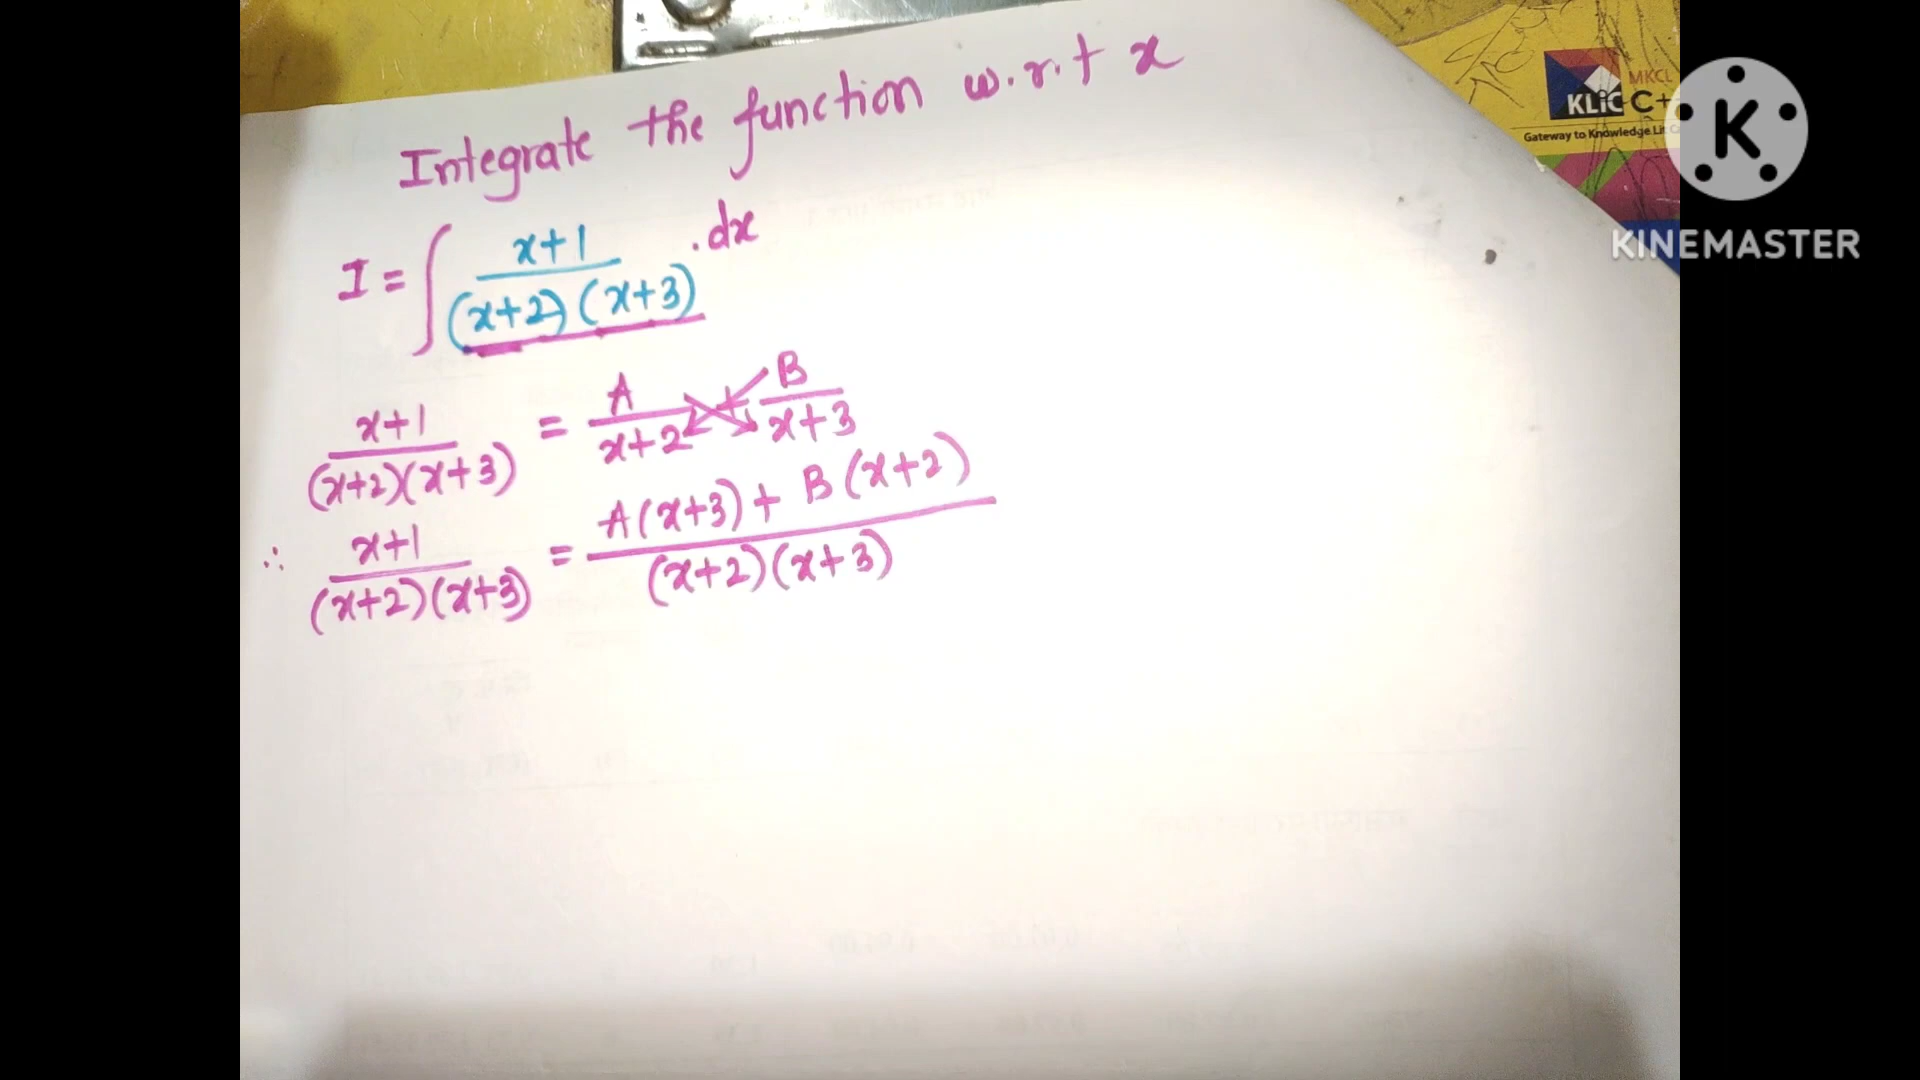 Integrate the function w.r.t x
I = ∫ x+1 / (x+2)(x+3) .dx
x+1 / (x+2)(x+3) = A / x+2 + B / x+3
∴ x+1 / (x+2)(x+3) = A(x+3) + B(x+2) / (x+2)(x+3)
MKCL
KLiC C+
Gateway to Knowledge Lit
K
KINEMASTER